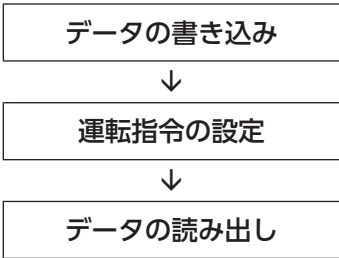 データの書き込み
↓
運転指令の設定
↓
データの読み出し